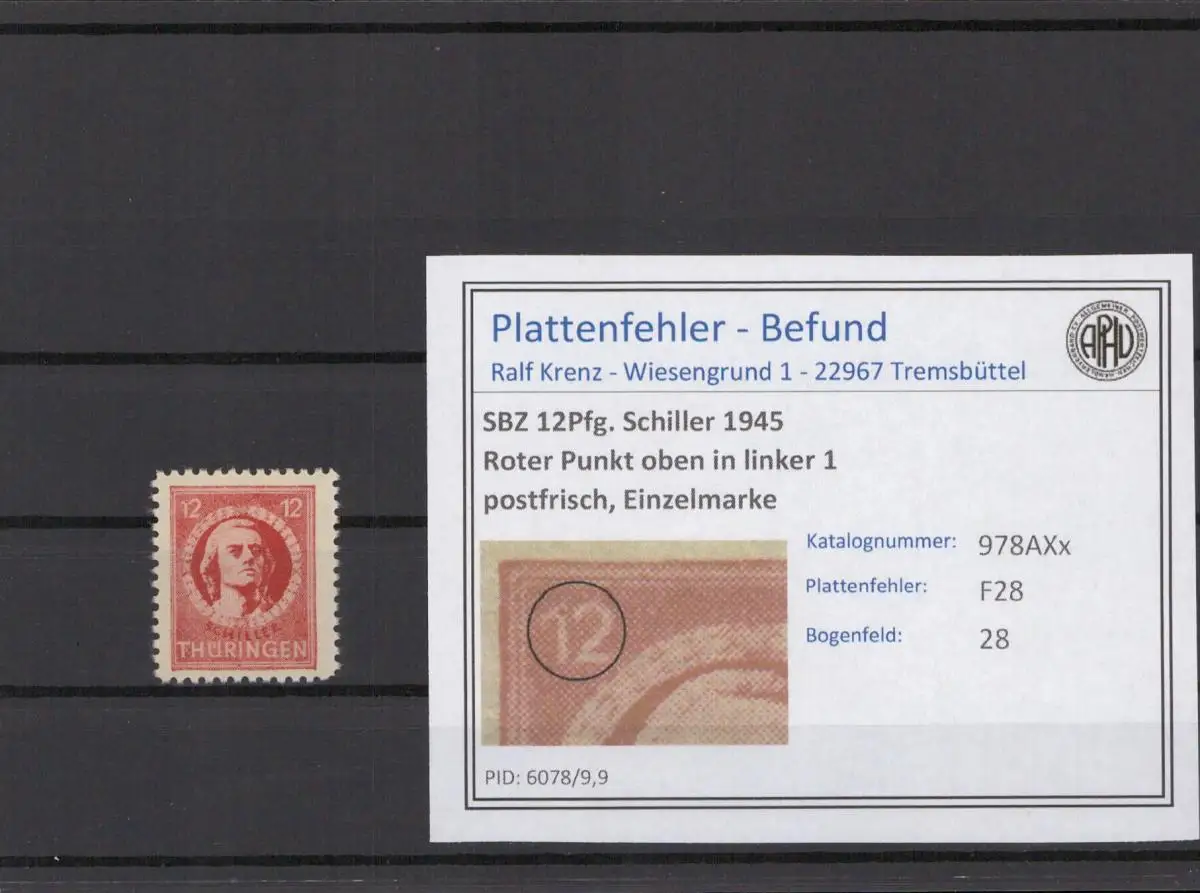 12 12
SCHILLER
THÜRINGEN
Plattenfehler - Befund
Ralf Krenz - Wiesengrund 1 - 22967 Tremsbüttel
APHV
SBZ 12Pfg. Schiller 1945
Roter Punkt oben in linker 1
postfrisch, Einzelmarke
Katalognummer: 978AXx
Plattenfehler: F28
Bogenfeld: 28
12
PID: 6078/9,9